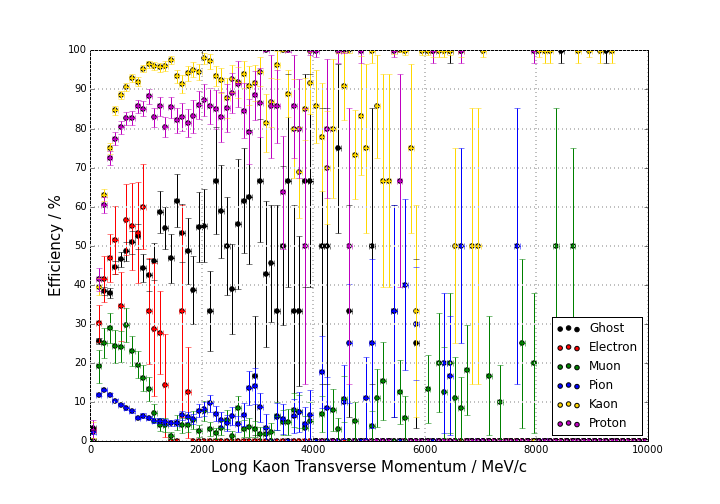 100
90
80
70
60
50
40
30
20
10
0
Efficiency / %
0 2000 4000 6000 8000 10000
Long Kaon Transverse Momentum / MeV/c
Ghost
Electron
Muon
Pion
Kaon
Proton